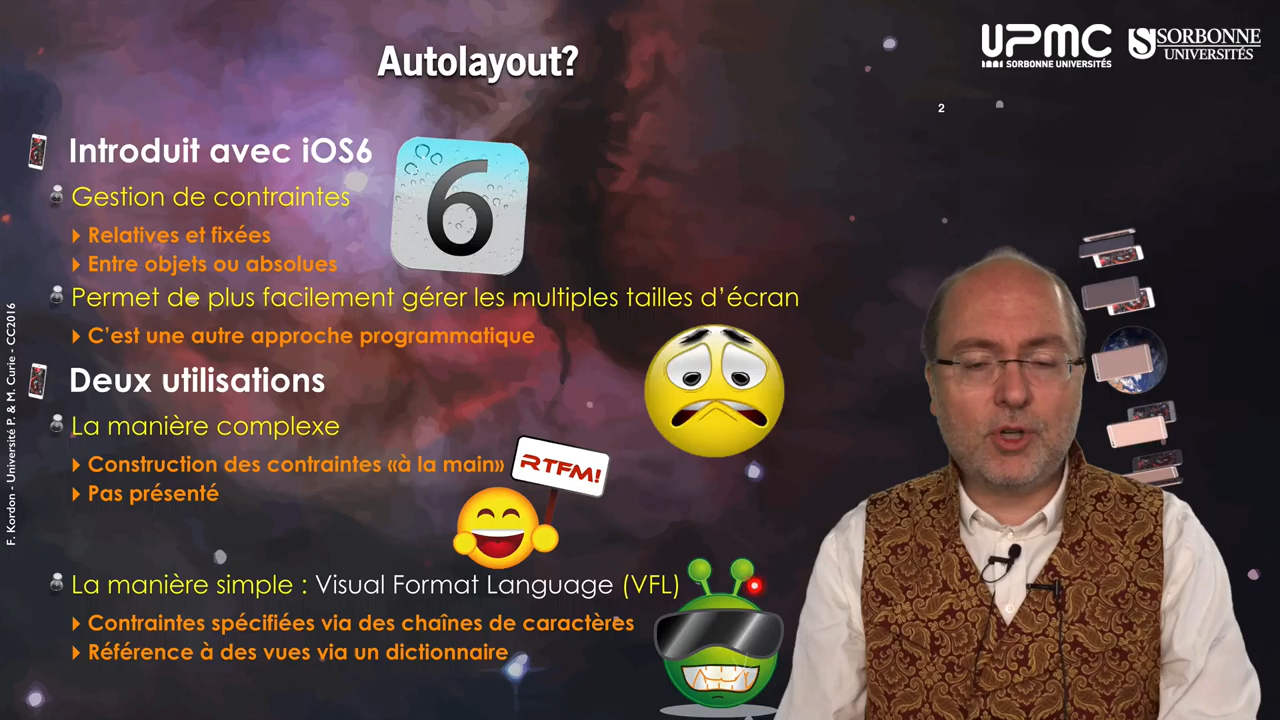 Autolayout?
UPMC
SORBONNE UNIVERSITÉS
SORBONNE
UNIVERSITÉS
2
Introduit avec iOS6
6
Gestion de contraintes
Relatives et fixées
Entre objets ou absolues
Permet de plus facilement gérer les multiples tailles d’écran
C’est une autre approche programmatique
Deux utilisations
La manière complexe
Construction des contraintes «à la main»
RTFM!
Pas présenté
La manière simple : Visual Format Language (VFL)
Contraintes spécifiées via des chaînes de caractères
Référence à des vues via un dictionnaire
F. Kordon - Université P. & M. Curie - CC2016